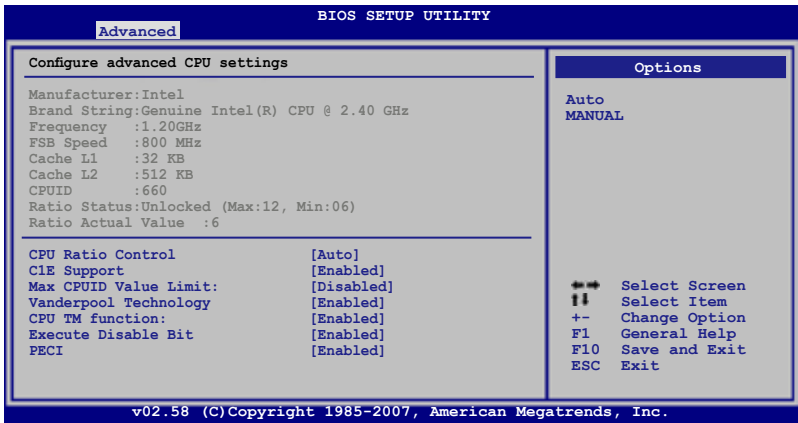 BIOS SETUP UTILITY
Advanced
Configure advanced CPU settings
Manufacturer:Intel
Brand String:Genuine Intel(R) CPU @ 2.40 GHz
Frequency :1.20GHz
FSB Speed :800 MHz
Cache L1 :32 KB
Cache L2 :512 KB
CPUID :660
Ratio Status:Unlocked (Max:12, Min:06)
Ratio Actual Value :6
CPU Ratio Control [Auto]
C1E Support [Enabled]
Max CPUID Value Limit: [Disabled]
Vanderpool Technology [Enabled]
CPU TM function: [Enabled]
Execute Disable Bit [Enabled]
PECI [Enabled]
Options
Auto
MANUAL
←→ Select Screen
↑↓ Select Item
+- Change Option
F1 General Help
F10 Save and Exit
ESC Exit
v02.58 (C)Copyright 1985-2007, American Megatrends, Inc.